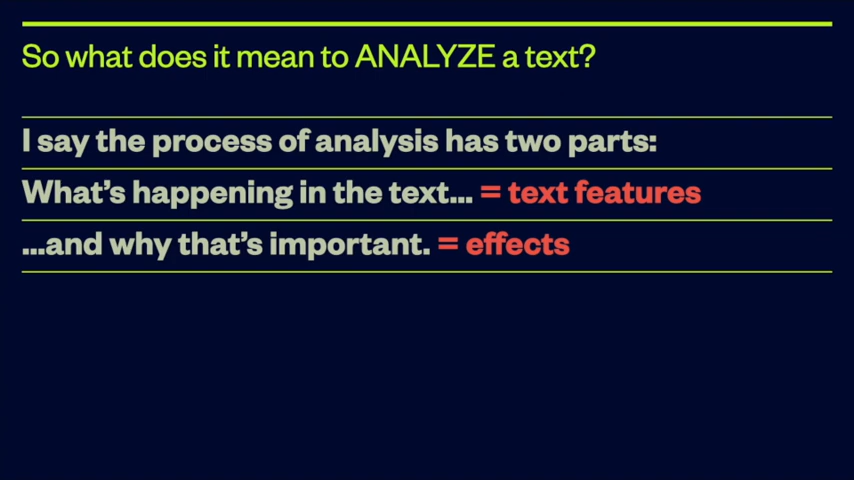 So what does it mean to ANALYZE a text?
I say the process of analysis has two parts:
What’s happening in the text... = text features
...and why that’s important. = effects